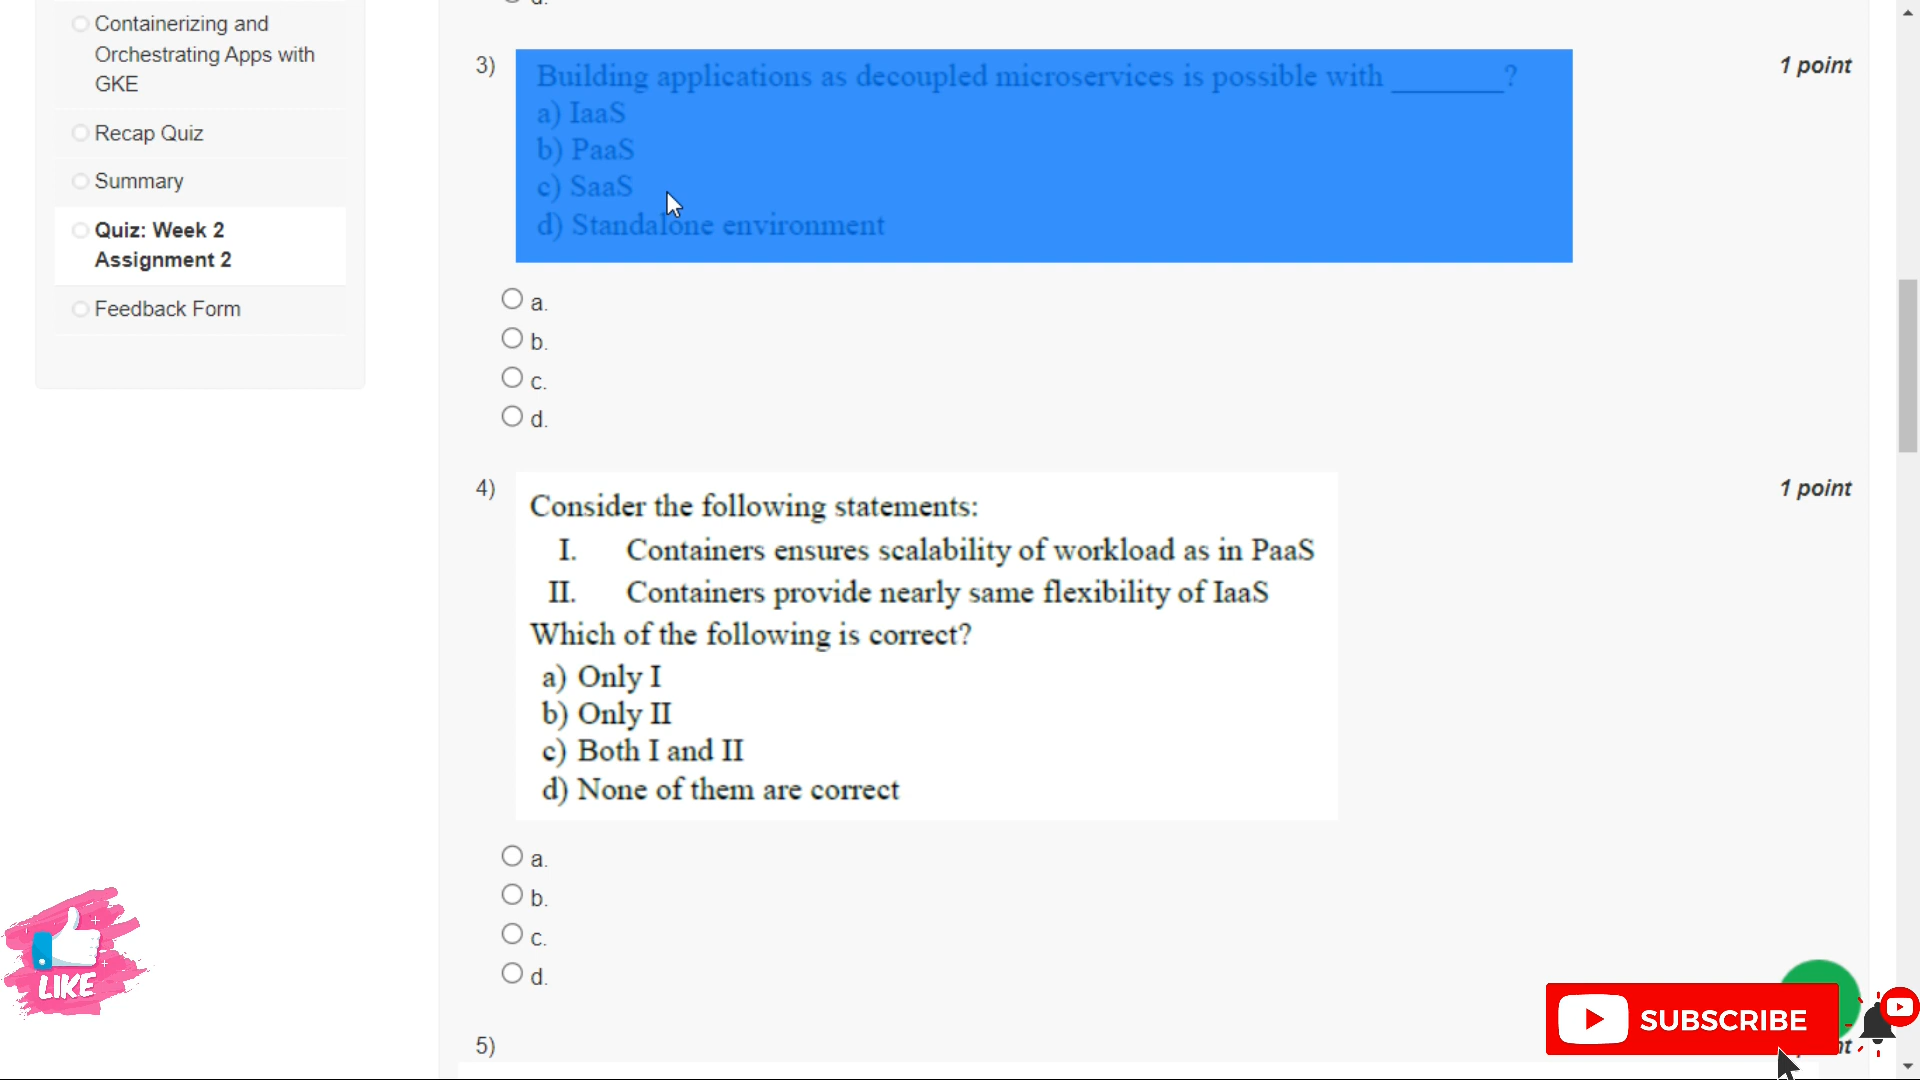 Containerizing and
Orchestrating Apps with
GKE
Recap Quiz
Summary
Quiz: Week 2
Assignment 2
Feedback Form
d.
3)
1 point
Building applications as decoupled microservices is possible with ________?
a) IaaS
b) PaaS
c) SaaS
d) Standalone environment
a.
b.
c.
d.
4)
1 point
Consider the following statements:
I. Containers ensures scalability of workload as in PaaS
II. Containers provide nearly same flexibility of IaaS
Which of the following is correct?
a) Only I
b) Only II
c) Both I and II
d) None of them are correct
a.
b.
c.
d.
5)
LIKE
SUBSCRIBE